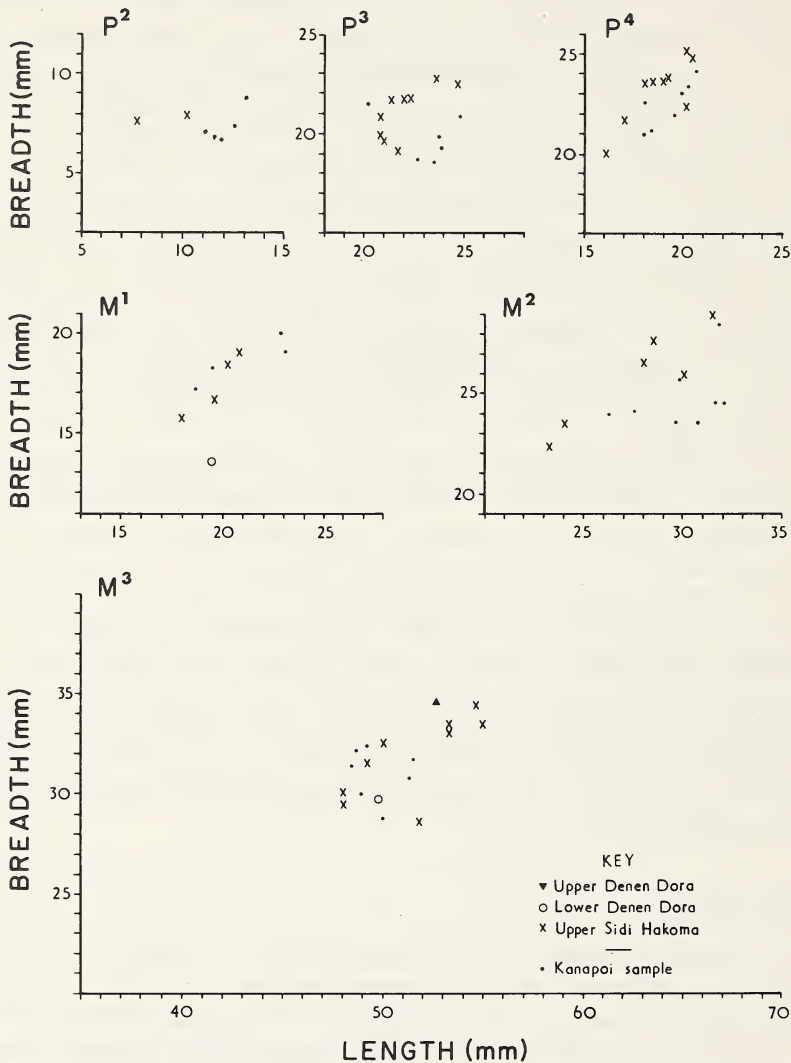 P²
P³
P⁴
BREADTH (mm)
10
5
5
10
15
25
20
20
25
25
20
15
20
25
M¹
M²
BREADTH (mm)
20
15
15
20
25
25
20
25
30
35
M³
BREADTH (mm)
35
30
25
40
50
60
70
KEY
▼ Upper Denen Dora
○ Lower Denen Dora
x Upper Sidi Hakoma
• Kanapoi sample
LENGTH (mm)